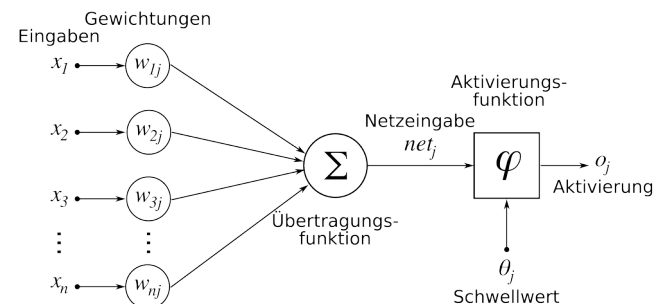 Gewichtungen
Eingaben
x1
w1j
x2
w2j
x3
w3j
xn
wnj
Σ
Übertragungs-
funktion
Netzeingabe
netj
Aktivierungs-
funktion
φ
oj
Aktivierung
θj
Schwellwert